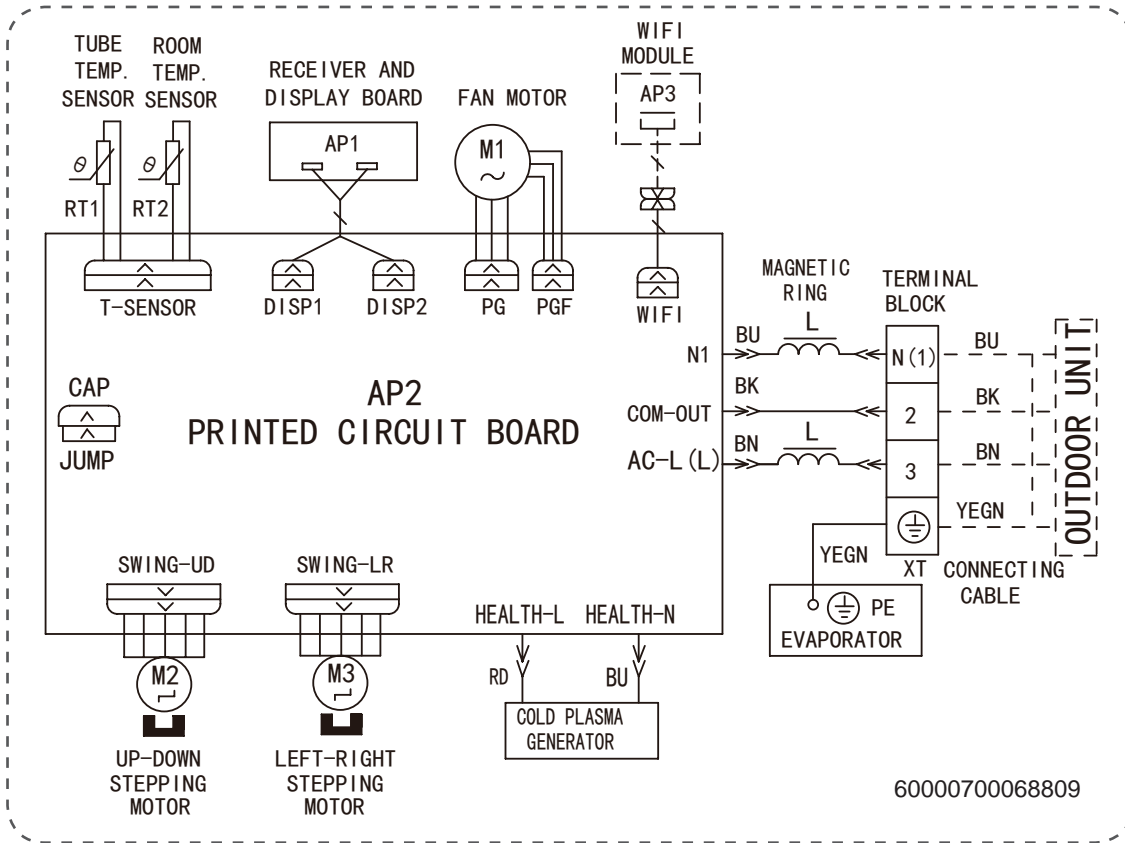 TUBE
TEMP.
SENSOR
ROOM
TEMP.
SENSOR
RECEIVER AND
DISPLAY BOARD
FAN MOTOR
WIFI
MODULE
AP3
AP1
M1
θ
θ
RT1
RT2
T-SENSOR
DISP1
DISP2
PG
PGF
WIFI
MAGNETIC
RING
TERMINAL
BLOCK
L
N1
BU
N(1)
BU
CAP
JUMP
AP2
PRINTED CIRCUIT BOARD
COM-OUT
BK
2
BK
AC-L(L)
BN
L
3
BN
YEGN
OUTDOOR UNIT
YEGN
XT
CONNECTING
CABLE
PE
EVAPORATOR
SWING-UD
SWING-LR
HEALTH-L
HEALTH-N
M2
M3
RD
BU
COLD PLASMA
GENERATOR
UP-DOWN
STEPPING
MOTOR
LEFT-RIGHT
STEPPING
MOTOR
60000700068809